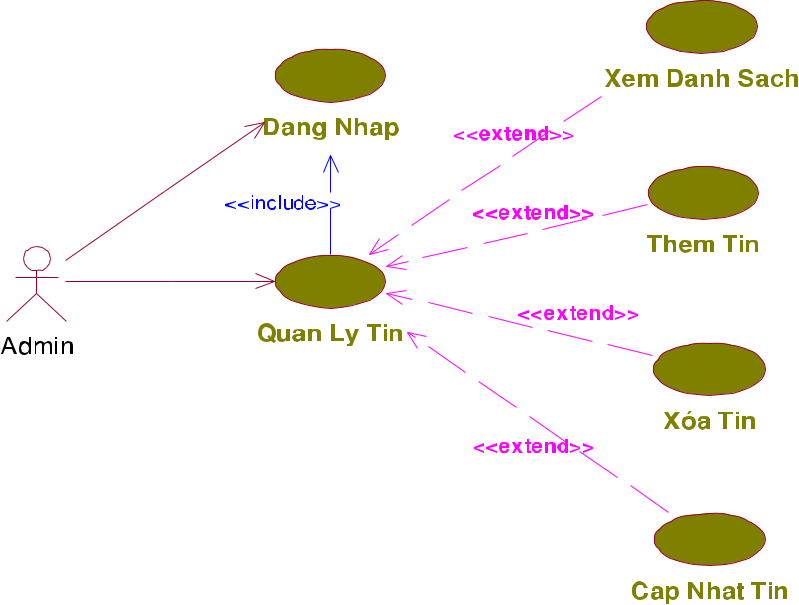 Xem Danh Sach
Dang Nhap
<<extend>>
<<include>>
<<extend>>
Them Tin
Admin
Quan Ly Tin
<<extend>>
Xóa Tin
<<extend>>
Cap Nhat Tin